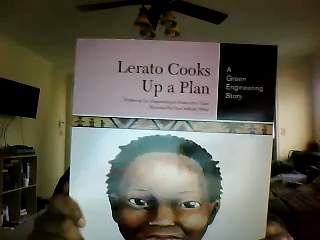 Lerato Cooks
Up a Plan
A
Green
Engineering
Story